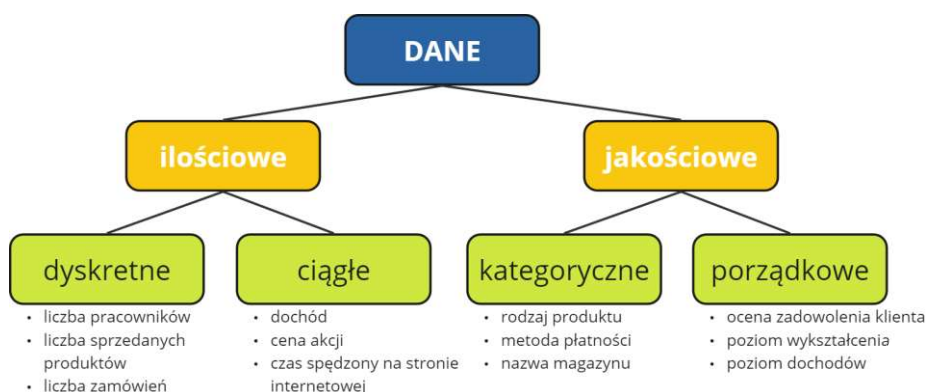 DANE
ilościowe
jakościowe
dyskretne
• liczba pracowników
• liczba sprzedanych
produktów
• liczba zamówień
ciągłe
• dochód
• cena akcji
• czas spędzony na stronie
internetowej
kategoryczne
• rodzaj produktu
• metoda płatności
• nazwa magazynu
porządkowe
• ocena zadowolenia klienta
• poziom wykształcenia
• poziom dochodów